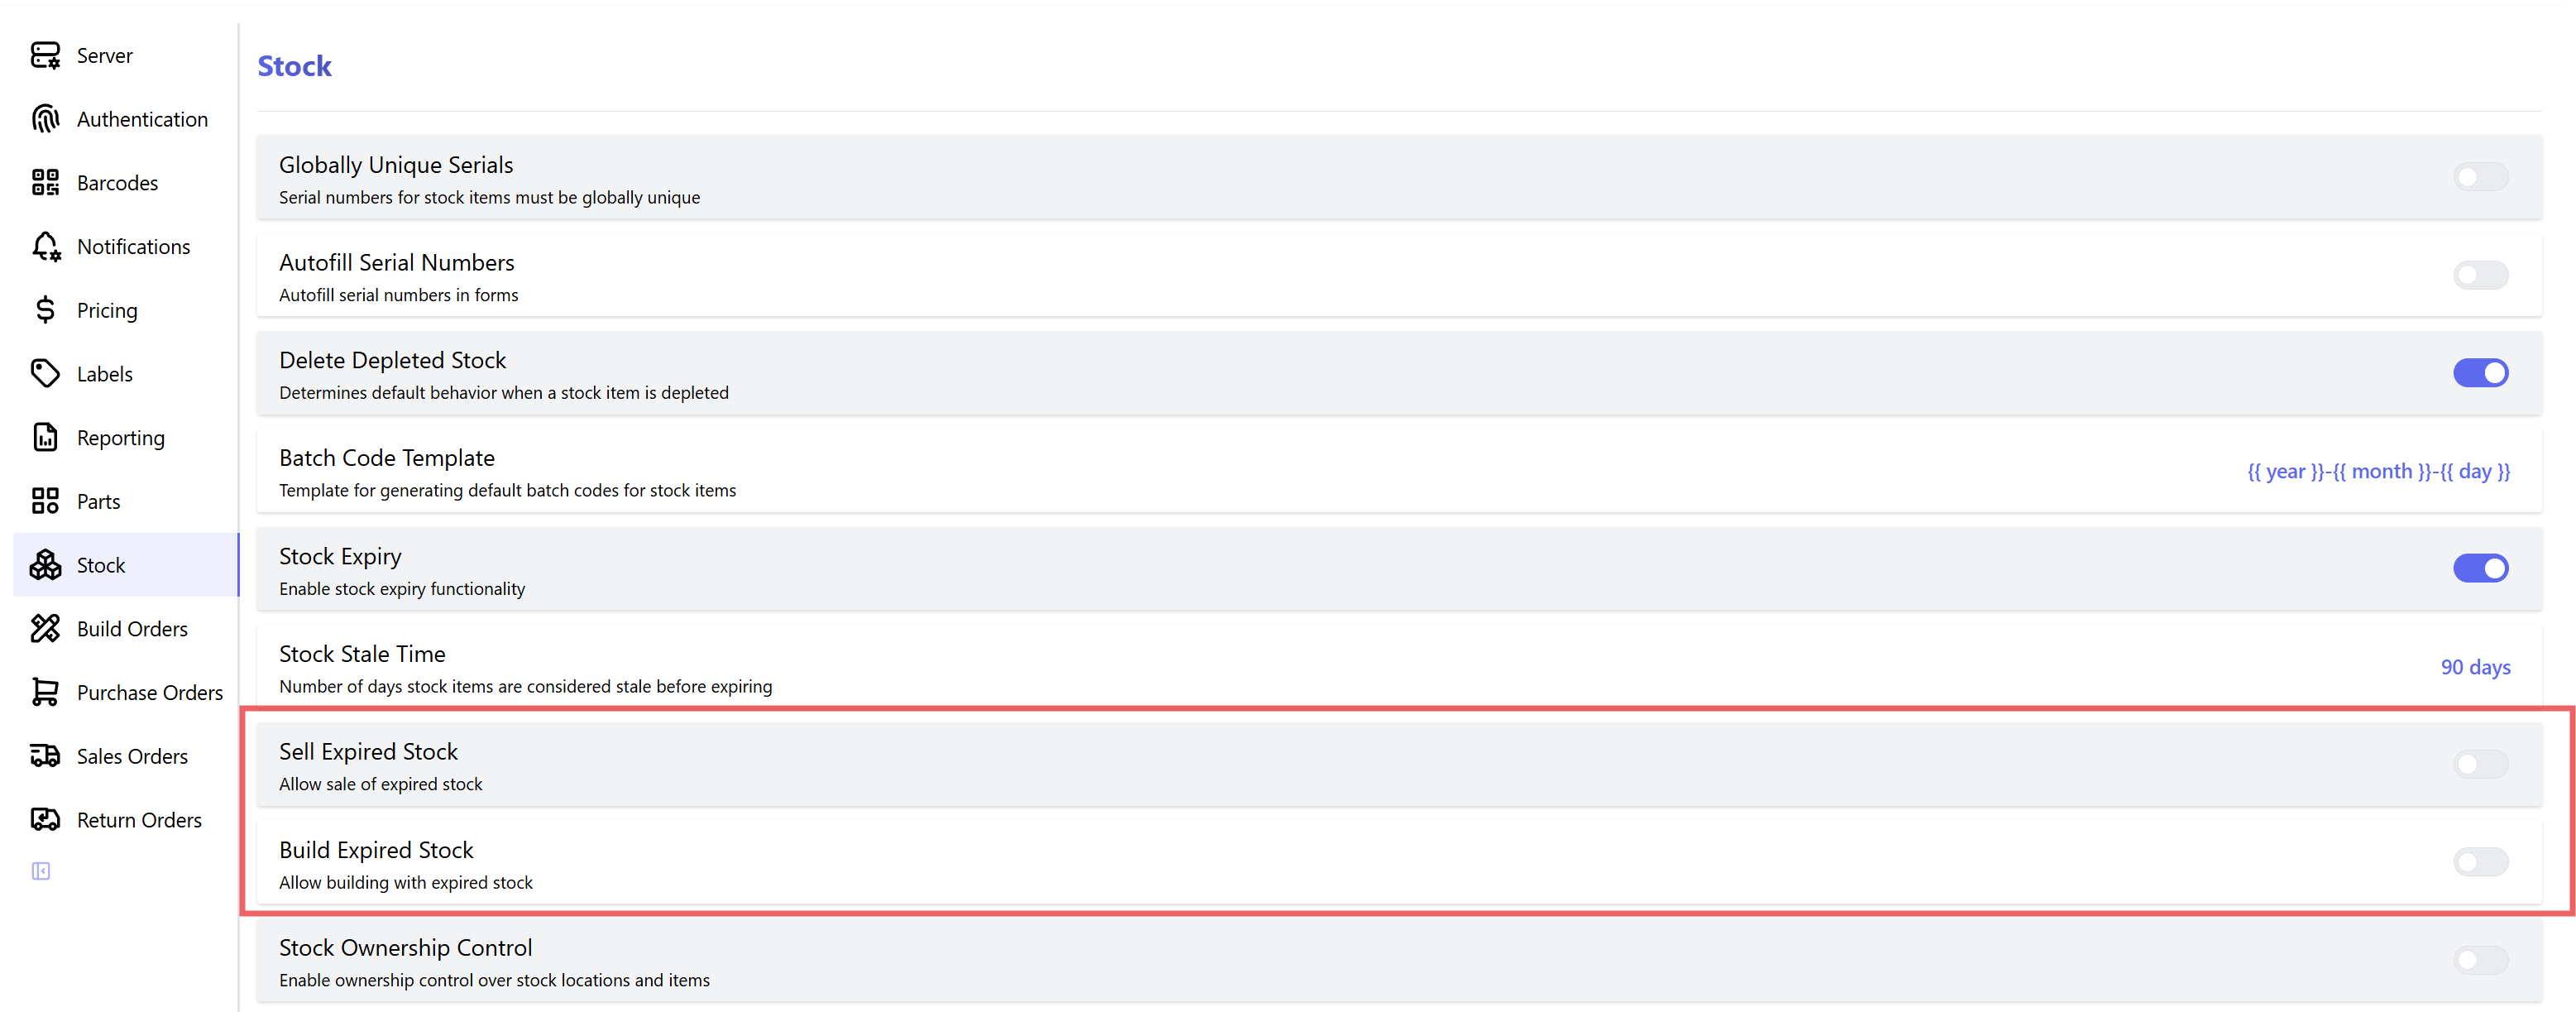 Server
Authentication
Barcodes
Notifications
Pricing
Labels
Reporting
Parts
Stock
Build Orders
Purchase Orders
Sales Orders
Return Orders
Stock
Globally Unique Serials
Serial numbers for stock items must be globally unique
Autofill Serial Numbers
Autofill serial numbers in forms
Delete Depleted Stock
Determines default behavior when a stock item is depleted
Batch Code Template
Template for generating default batch codes for stock items
{{ year }}-{{ month }}-{{ day }}
Stock Expiry
Enable stock expiry functionality
Stock Stale Time
Number of days stock items are considered stale before expiring
90 days
Sell Expired Stock
Allow sale of expired stock
Build Expired Stock
Allow building with expired stock
Stock Ownership Control
Enable ownership control over stock locations and items